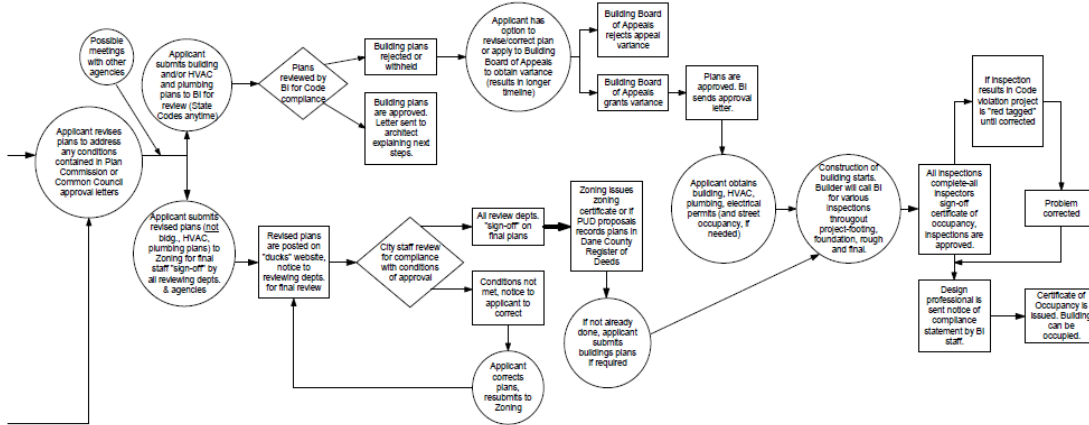 Possible
meetings with
other
agencies
Applicant
submits building
and/or HVAC
and plumbing
plans to BI for
review (State
Codes anytime)
Plans
reviewed by
BI for Code
compliance
Building plans
rejected or
withheld
Building plans
are approved.
Letter sent to
architect
explaining next
steps.
Applicant has
option to
revise/correct plan
or apply to Building
Board of Appeals
to obtain variance
(results in longer
timeline)
Building Board
of Appeals
rejects appeal
variance
Building Board
of Appeals
grants variance
Plans are
approved. BI
sends approval
letter.
Applicant revises
plans to address
any conditions
contained in Plan
Commission or
Common Council
approval letters
Applicant submits
revised plans (not
bldg., HVAC,
plumbing plans) to
Zoning for final
staff "sign-off" by
all reviewing depts.
& agencies
Revised plans
are posted on
"ducks" website,
notice to
reviewing depts.
for final review
City staff review
for compliance
with conditions
of approval
All review depts.
"sign-off" on
final plans
Conditions not
met, notice to
applicant to
correct
Applicant
corrects
plans,
resubmits to
Zoning
Zoning issues
zoning
certificate or if
PUD proposals
records plans in
Dane County
Register of
Deeds
If not already
done, applicant
submits
buildings plans
if required
Applicant obtains
building, HVAC,
plumbing, electrical
permits (and street
occupancy, if
needed)
Construction of
building starts.
Builder will call BI
for various
inspections
througout
project-footing,
foundation, rough
and final.
All inspections
complete-all
inspectors
sign-off
certificate of
occupancy,
inspections are
approved.
If inspection
results in Code
violation project
is "red tagged"
until corrected
Problem
corrected
Design
professional is
sent notice of
compliance
statement by BI
staff.
Certificate of
Occupancy is
issued. Building
can be
occupied.